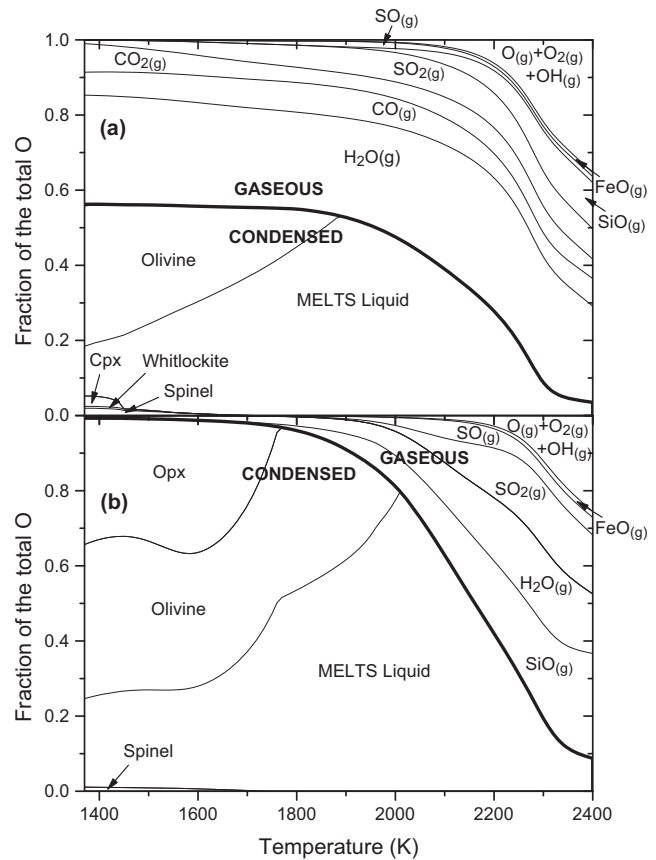 SO(g)
1.0
CO2(g)
SO2(g)
O(g)+O2(g)
+OH(g)
0.8
(a)
CO(g)
H2O(g)
FeO(g)
SiO(g)
0.6
GASEOUS
CONDENSED
Olivine
0.4
MELTS Liquid
0.2
Cpx
Whitlockite
Spinel
0.0
Fraction of the total O
SO(g)
O(g)+O2(g)
+OH(g)
Opx
CONDENSED
GASEOUS
0.8
(b)
SO2(g)
FeO(g)
0.6
H2O(g)
Olivine
0.4
MELTS Liquid
SiO(g)
0.2
Spinel
0.0
Fraction of the total O
1400 1600 1800 2000 2200 2400
Temperature (K)